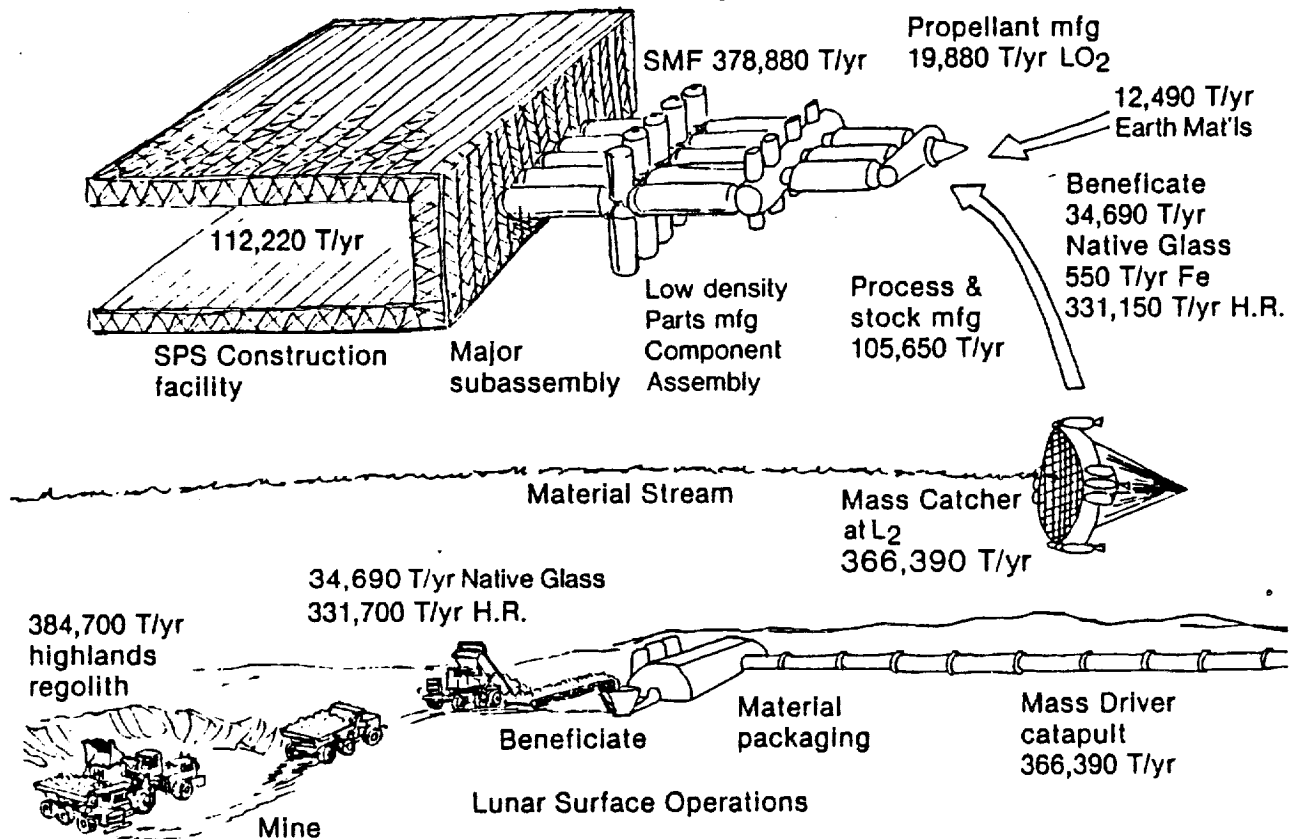 Propellant mfg
19,880 T/yr LO2
SMF 378,880 T/yr
12,490 T/yr
Earth Mat'ls
Beneficate
34,690 T/yr
Native Glass
550 T/yr Fe
331,150 T/yr H.R.
112,220 T/yr
SPS Construction
facility
Major
subassembly
Low density
Parts mfg
Component
Assembly
Process &
stock mfg
105,650 T/yr
Material Stream
Mass Catcher
at L2
366,390 T/yr
34,690 T/yr Native Glass
331,700 T/yr H.R.
384,700 T/yr
highlands
regolith
Mine
Beneficiate
Material
packaging
Mass Driver
catapult
366,390 T/yr
Lunar Surface Operations